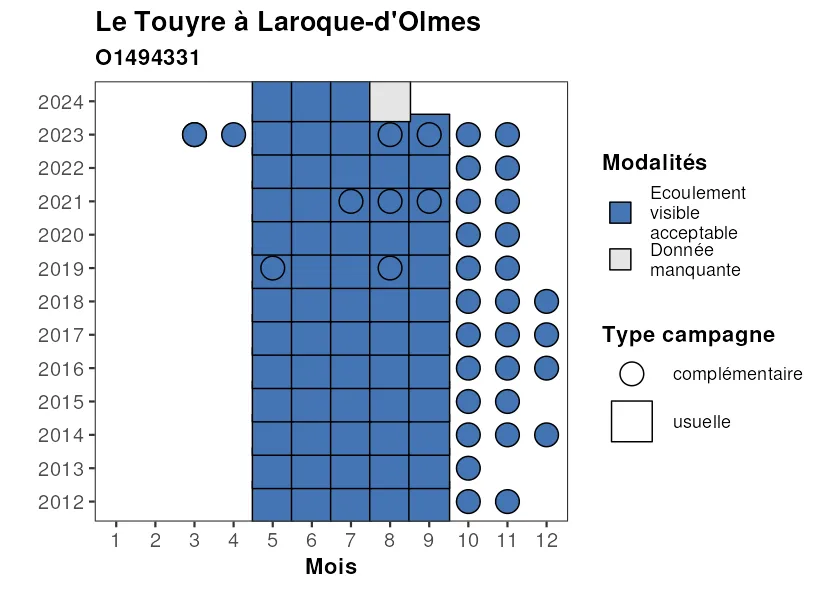 Le Touyre à Laroque-d'Olmes
O1494331
2024
2023
2022
2021
2020
2019
2018
2017
2016
2015
2014
2013
2012
1 2 3 4 5 6 7 8 9 10 11 12
Mois
Modalités
Ecoulement
visible
acceptable
Donnée
manquante
Type campagne
complémentaire
usuelle